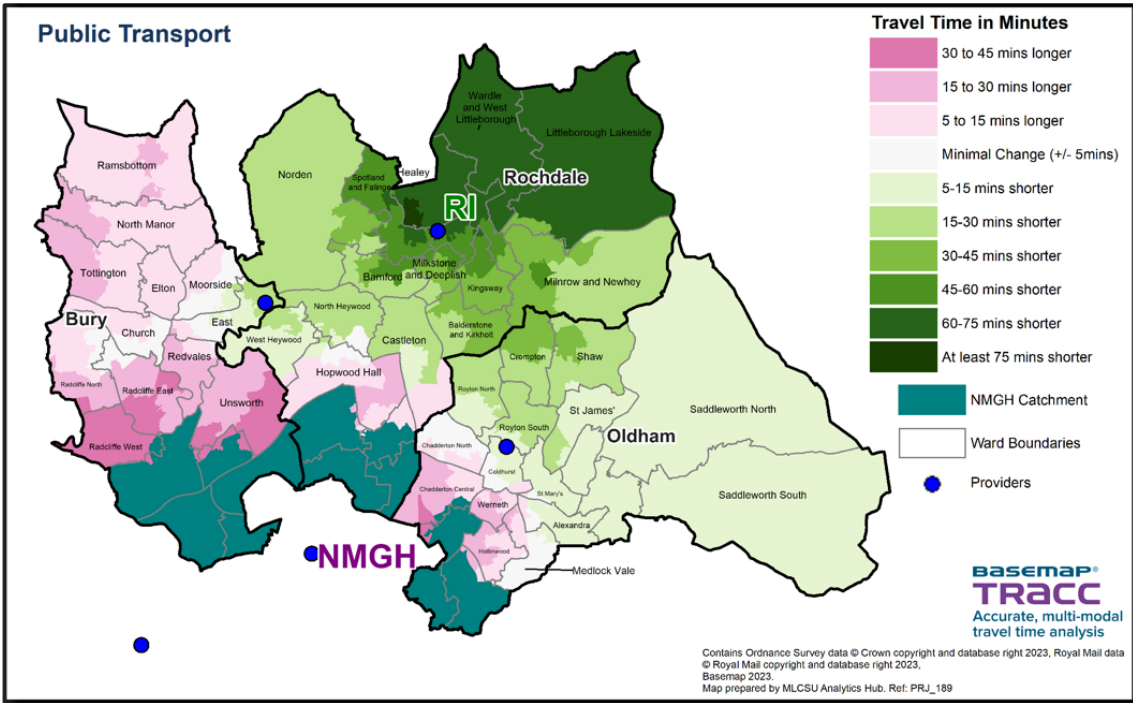 Public Transport
Travel Time in Minutes
30 to 45 mins longer
15 to 30 mins longer
5 to 15 mins longer
Minimal Change (+/- 5mins)
5-15 mins shorter
15-30 mins shorter
30-45 mins shorter
45-60 mins shorter
60-75 mins shorter
At least 75 mins shorter
NMGH Catchment
Ward Boundaries
Providers
Wardle
and West
Littleborough
Littleborough Lakeside
Ramsbottom
Norden
Spotland
and Falinge
Healey
Rochdale
RI
North Manor
Tottington
Elton
Moorside
Bamford
Milkstone
and Deeplish
Kingsway
Milnrow and Newhey
Bury
Church
East
North Heywood
West Heywood
Castleton
Balderstone
and Kirkholt
Redvales
Radcliffe North
Radcliffe East
Unsworth
Hopwood Hall
Crompton
Shaw
Royton North
St James'
Saddleworth North
Radcliffe West
Royton South
Oldham
Chadderton North
Coldhurst
Chadderton Central
St Mary's
Saddleworth South
Werneth
Alexandra
Hollinwood
NMGH
Medlock Vale
BASEMAP®
TRACC
Accurate, multi-modal
travel time analysis
Contains Ordnance Survey data © Crown copyright and database right 2023, Royal Mail data
© Royal Mail copyright and database right 2023,
Basemap 2023.
Map prepared by MLCSU Analytics Hub. Ref: PRJ_189